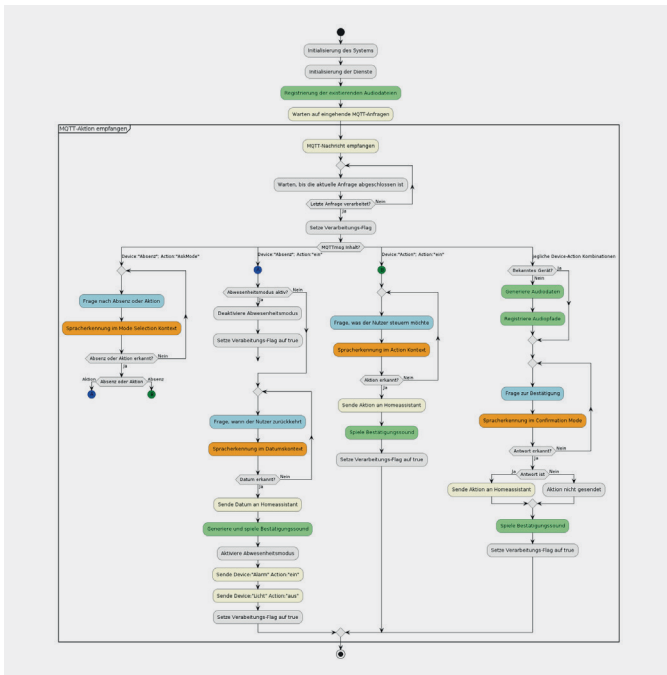 Initialisierung des Systems
Initialisierung der Dienste
Registrierung der existierenden Audiodateien
Warten auf eingehende MQTT-Anfragen
MQTT-Aktion empfangen
MQTT-Nachricht empfangen
Warten, bis die aktuelle Anfrage abgeschlossen ist
Letzte Anfrage verarbeitet?
Nein
Ja
Setze Verarbeitungs-Flag
MQTTmsg Inhalt?
Device:"Absenz"; Action:"AskMode"
Frage nach Absenz oder Aktion
Spracherkennung im Mode Selection Kontext
Absenz oder Aktion erkannt?
Nein
Ja
Absenz oder Aktion
Aktion
Absenz
Device:"Absenz"; Action:"ein"
Abwesenheitsmodus aktiv?
Nein
Ja
Deaktiviere Abwesenheitsmodus
Setze Verabeitungs-Flag auf true
Frage, wann der Nutzer zurückkehrt
Spracherkennung im Datumskontext
Datum erkannt?
Nein
Ja
Sende Datum an Homeassistant
Generiere und spiele Bestätigungssound
Aktiviere Abwesenheitsmodus
Sende Device:"Alarm" Action:"ein"
Sende Device:"Licht" Action:"aus"
Setze Verabeitungs-Flag auf true
Device:"Action"; Action:"ein"
Frage, was der Nutzer steuern möchte
Spracherkennung im Action Kontext
Aktion erkannt?
Nein
Ja
Sende Aktion an Homeassistant
Spiele Bestätigungssound
Setze Verarbeitungs-Flag auf true
jegliche Device-Action Kombinationen
Bekanntes Gerät?
Ja
Nein
Generiere Audiodatei
Registriere Audiopfade
Frage zur Bestätigung
Spracherkennung im Confirmation Mode
Antwort erkannt?
Nein
Ja
Antwort ist
Ja
Nein
Sende Aktion an Homeassistant
Aktion nicht gesendet
Spiele Bestätigungssound
Setze Verarbeitungs-Flag auf true